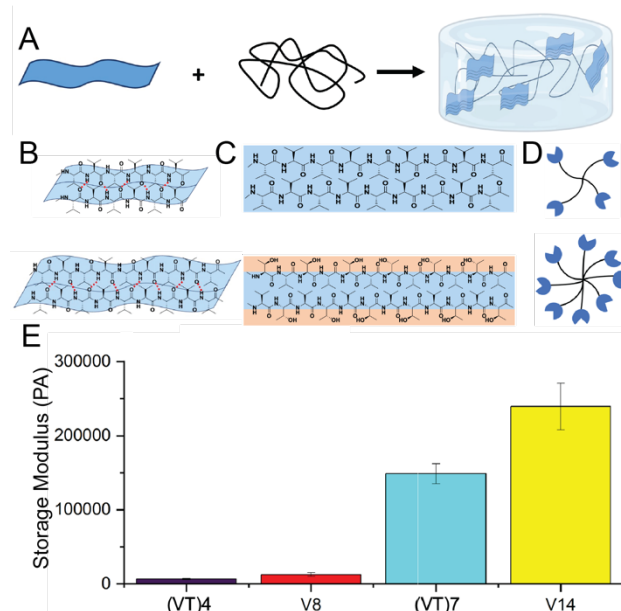 A
+
B
C
D
E
Storage Modulus (PA)
300000
200000
100000
0
(VT)4
V8
(VT)7
V14